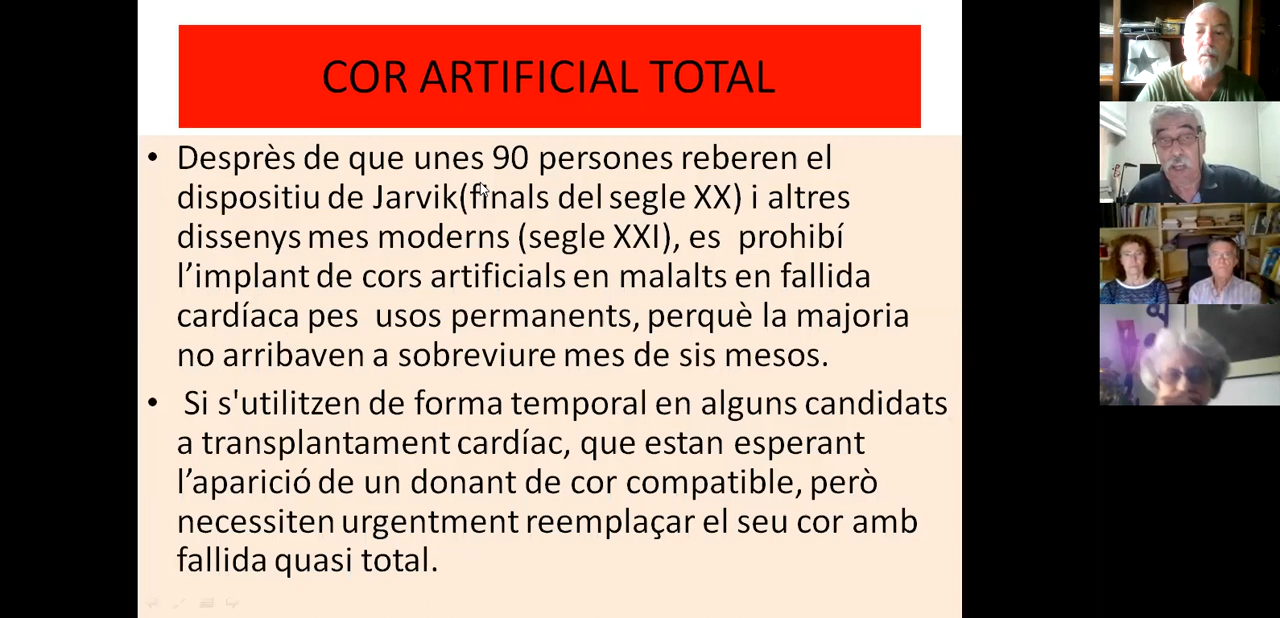 COR ARTIFICIAL TOTAL
• Desprès de que unes 90 persones reberen el
dispositiu de Jarvik(finals del segle XX) i altres
dissenys mes moderns (segle XXI), es prohibí
l’implant de cors artificials en malalts en fallida
cardíaca pes usos permanents, perquè la majoria
no arribaven a sobreviure mes de sis mesos.
• Si s'utilitzen de forma temporal en alguns candidats
a transplantament cardíac, que estan esperant
l’aparició de un donant de cor compatible, però
necessiten urgentment reemplaçar el seu cor amb
fallida quasi total.